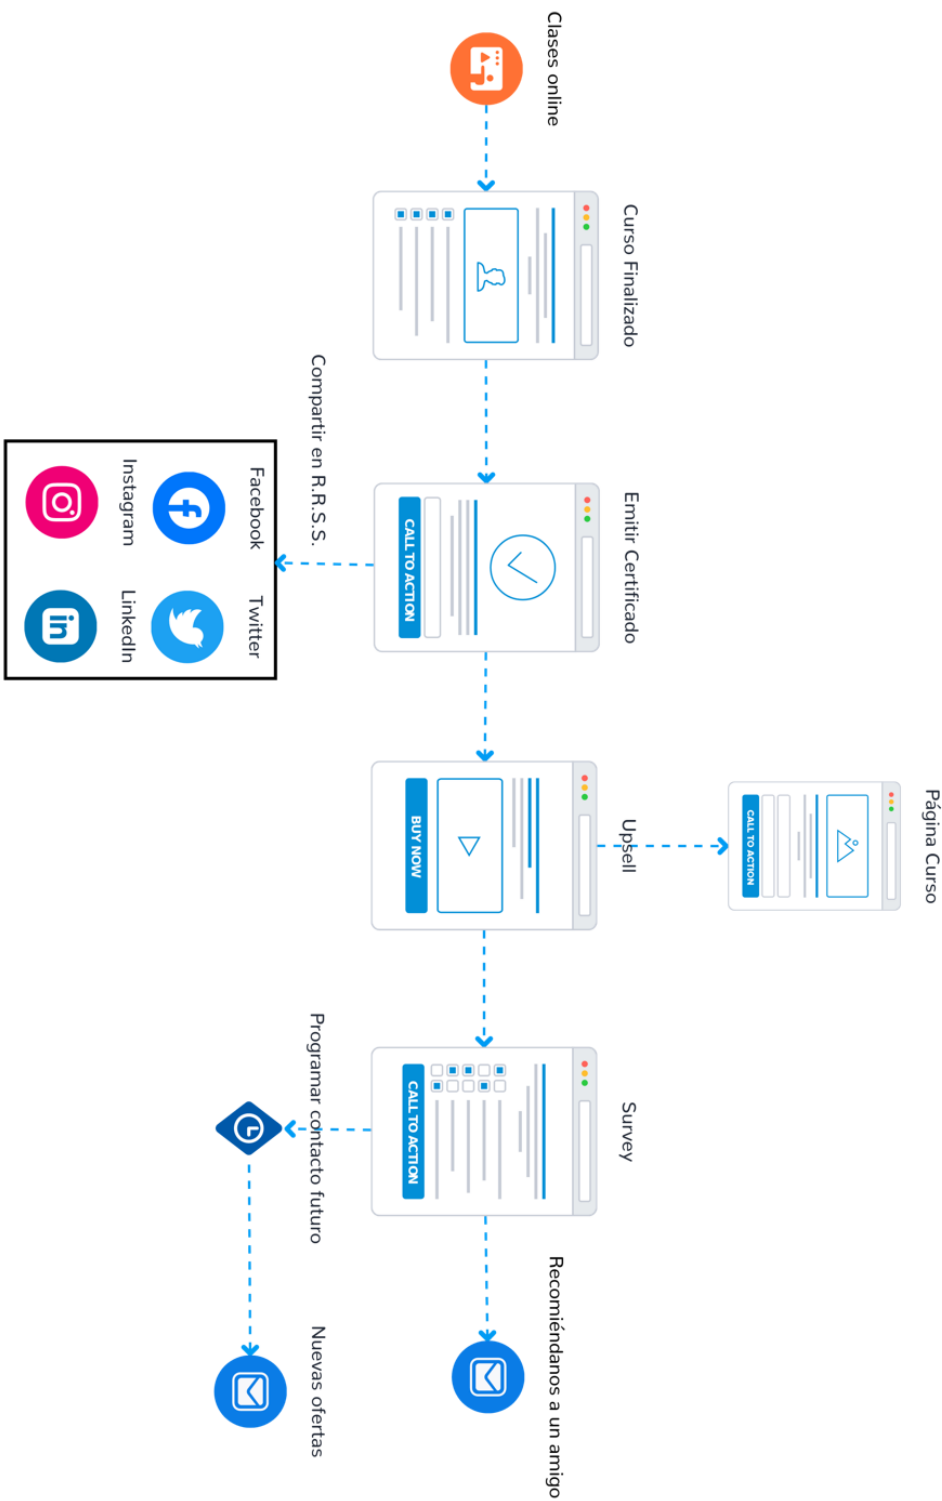 Página Curso
CALL TO ACTION
Clases online
Curso Finalizado
Emitir Certificado
CALL TO ACTION
Upsell
BUY NOW
Survey
CALL TO ACTION
Recomiéndanos a un amigo
Compartir en R.R.S.S.
Programar contacto futuro
Nuevas ofertas
Facebook
Twitter
Instagram
LinkedIn
in